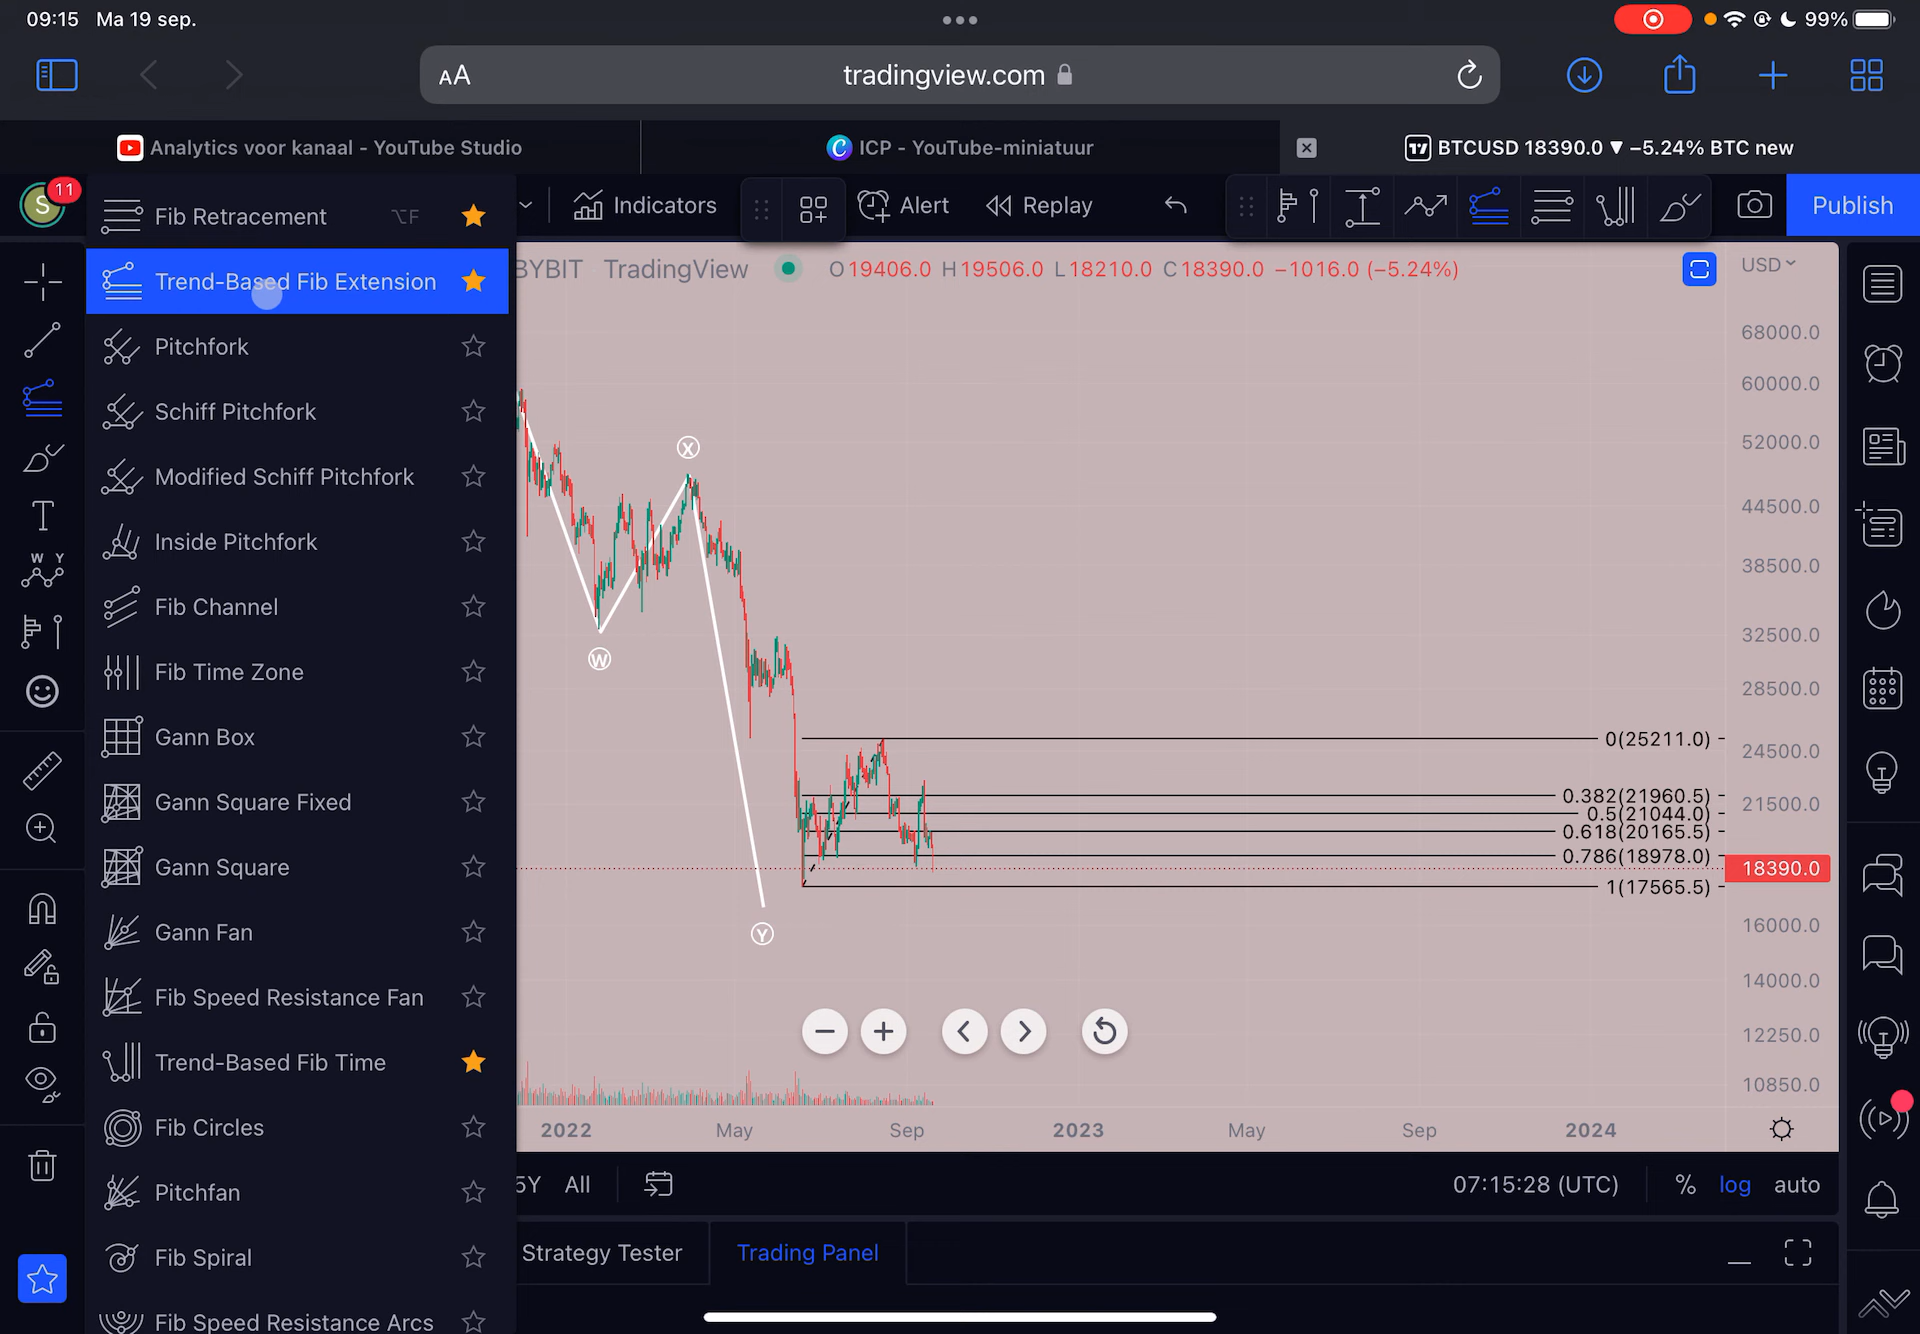 09:15 Ma 19 sep.
99%
AA
tradingview.com
Analytics voor kanaal - YouTube Studio
ICP - YouTube-miniatuur
BTCUSD 18390.0 ▼ −5.24% BTC new
S
11
Indicators
Alert
Replay
Publish
Fib Retracement ⌥F
Trend-Based Fib Extension
Pitchfork
Schiff Pitchfork
Modified Schiff Pitchfork
Inside Pitchfork
Fib Channel
Fib Time Zone
Gann Box
Gann Square Fixed
Gann Square
Gann Fan
Fib Speed Resistance Fan
Trend-Based Fib Time
Fib Circles
Pitchfan
Fib Spiral
Fib Speed Resistance Arcs
T
W Y
BYBIT TradingView
O19406.0 H19506.0 L18210.0 C18390.0 −1016.0 (−5.24%)
USD
68000.0
60000.0
52000.0
44500.0
38500.0
32500.0
28500.0
24500.0
21500.0
18390.0
16000.0
14000.0
12250.0
10850.0
X
W
Y
0(25211.0)
0.382(21960.5)
0.5(21044.0)
0.618(20165.5)
0.786(18978.0)
1(17565.5)
2022 May Sep 2023 May Sep 2024
5Y All
07:15:28 (UTC) % log auto
Strategy Tester
Trading Panel